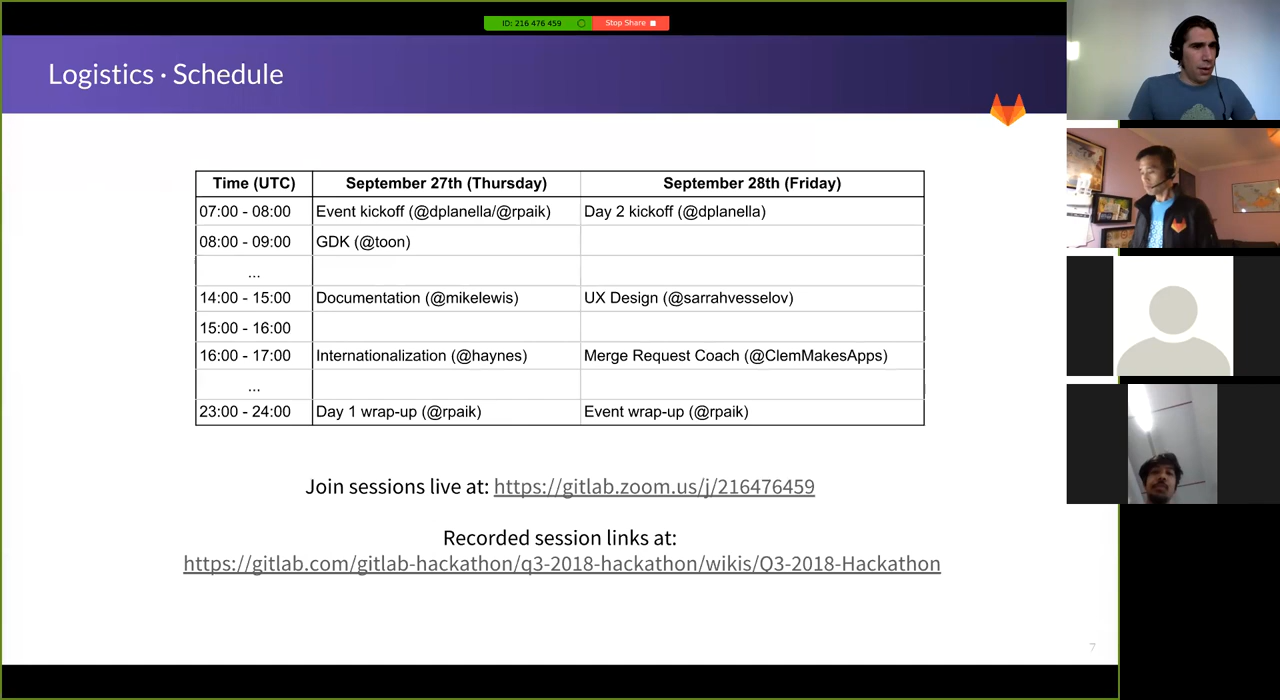 ID: 216 476 459 Stop Share
Logistics · Schedule
Time (UTC) September 27th (Thursday) September 28th (Friday)
07:00 - 08:00 Event kickoff (@dplanella/@rpaik) Day 2 kickoff (@dplanella)
08:00 - 09:00 GDK (@toon)
...
14:00 - 15:00 Documentation (@mikelewis) UX Design (@sarrahvesselov)
15:00 - 16:00
16:00 - 17:00 Internationalization (@haynes) Merge Request Coach (@ClemMakesApps)
...
23:00 - 24:00 Day 1 wrap-up (@rpaik) Event wrap-up (@rpaik)
Join sessions live at: https://gitlab.zoom.us/j/216476459
Recorded session links at:
https://gitlab.com/gitlab-hackathon/q3-2018-hackathon/wikis/Q3-2018-Hackathon
7